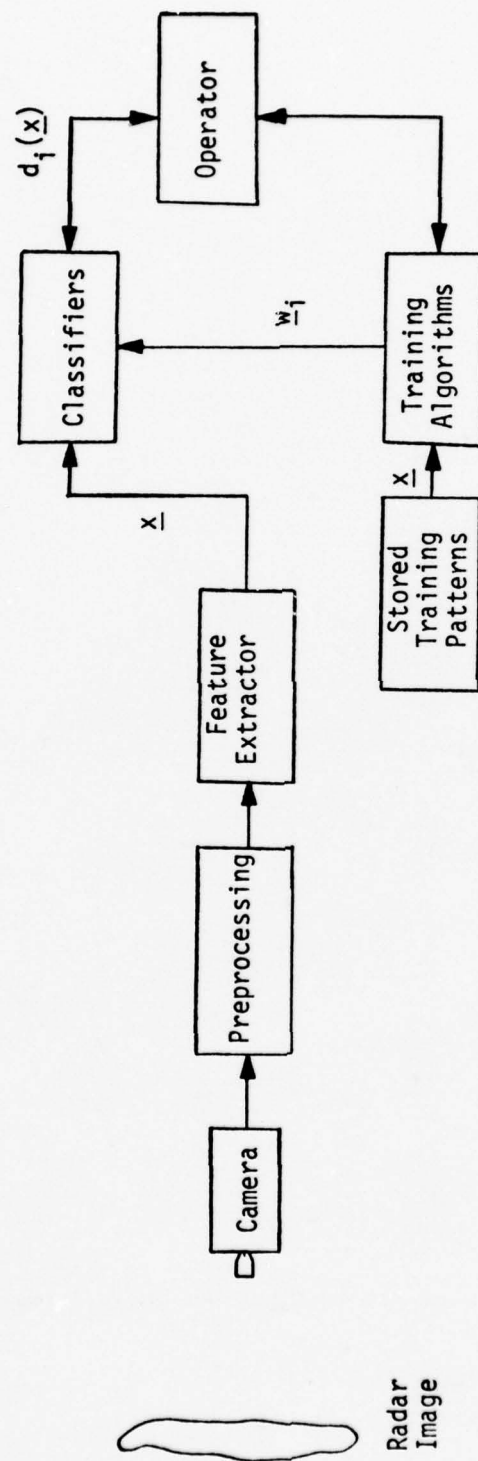 Radar
Image
Camera
Preprocessing
Feature
Extractor
x
Classifiers
d_i(x)
Operator
w_i
Stored
Training
Patterns
x
Training
Algorithms